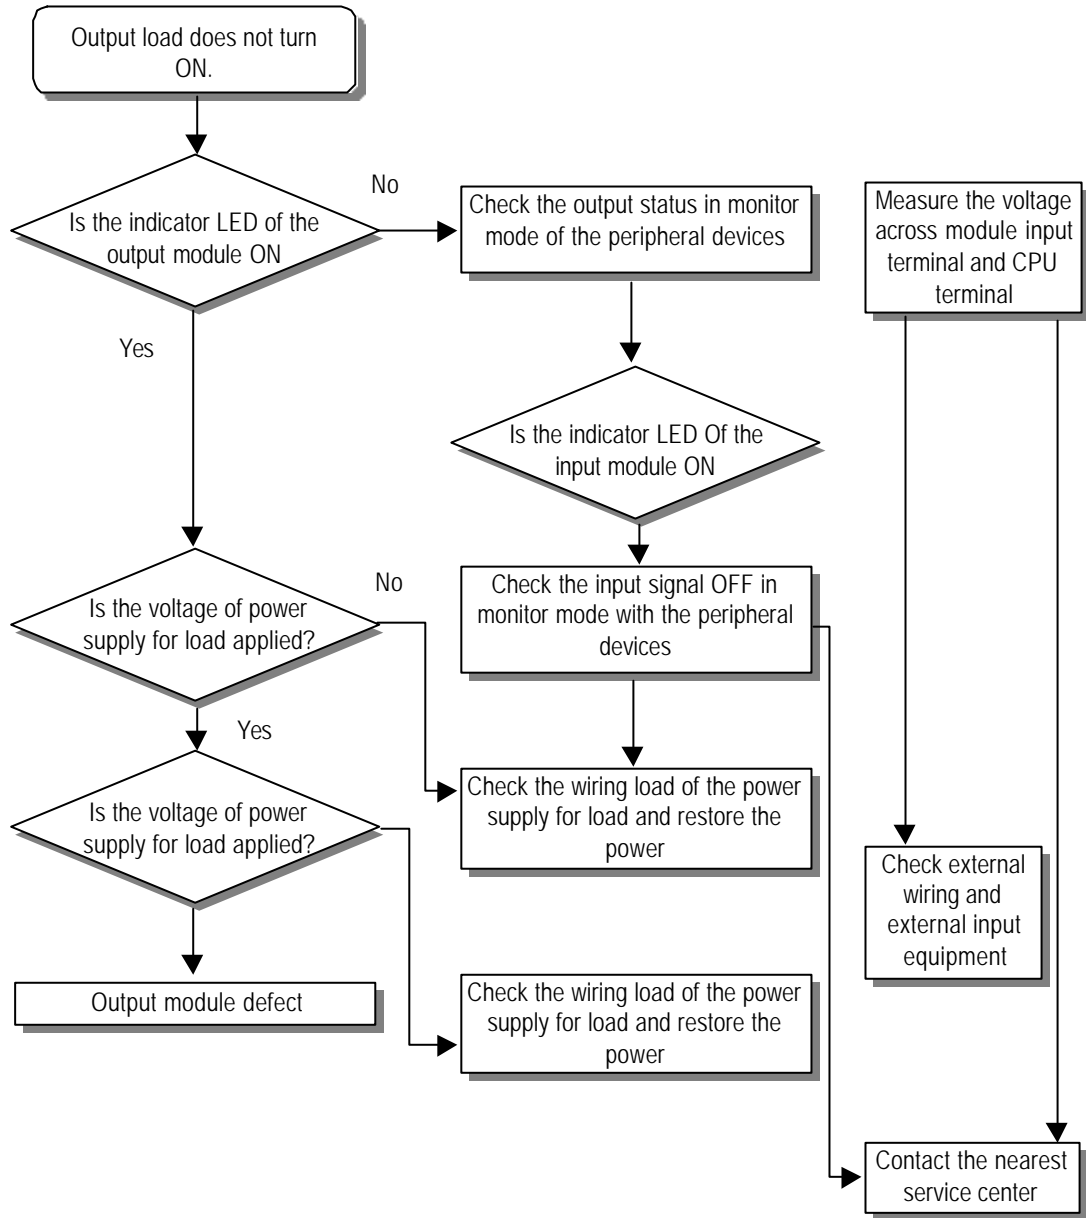 Output load does not turn
ON.
Is the indicator LED of the
output module ON
No
Check the output status in monitor
mode of the peripheral devices
Measure the voltage
across module input
terminal and CPU
terminal
Yes
Is the indicator LED Of the
input module ON
Is the voltage of power
supply for load applied?
No
Check the input signal OFF in
monitor mode with the peripheral
devices
Yes
Is the voltage of power
supply for load applied?
Check the wiring load of the power
supply for load and restore the
power
Check external
wiring and
external input
equipment
Output module defect
Check the wiring load of the power
supply for load and restore the
power
Contact the nearest
service center